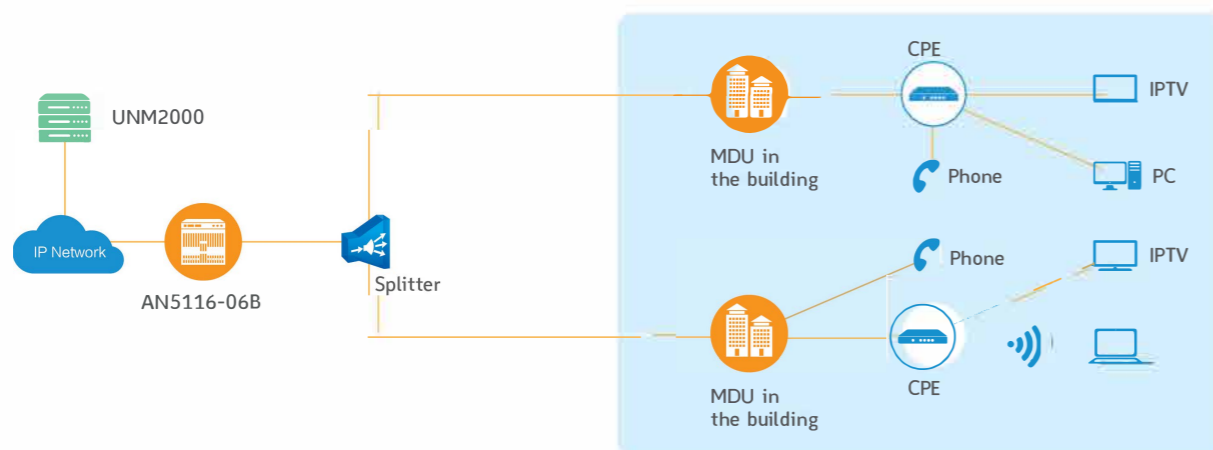 CPE
IPTV
UNM2000
MDU in
the building
Phone
PC
IP Network
AN5116-06B
Splitter
Phone
IPTV
MDU in
the building
CPE